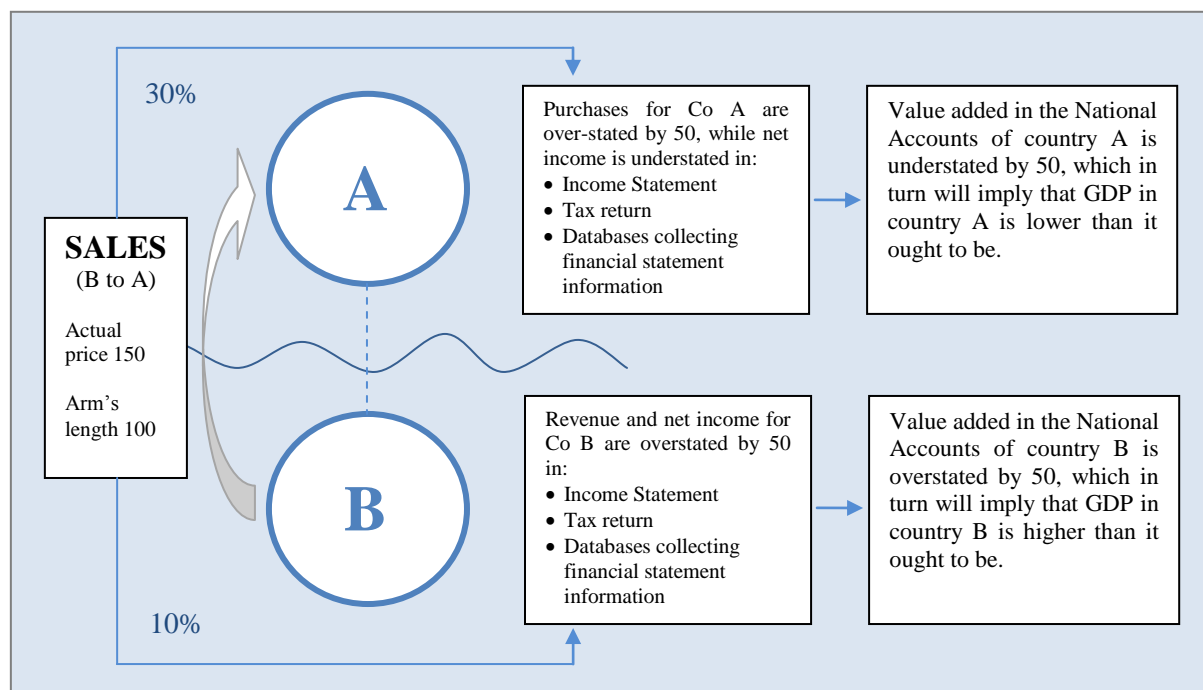 30%
A
Purchases for Co A are
over-stated by 50, while net
income is understated in:
• Income Statement
• Tax return
• Databases collecting
financial statement
information
Value added in the National
Accounts of country A is
understated by 50, which in
turn will imply that GDP in
country A is lower than it
ought to be.
SALES
(B to A)
Actual
price 150
Arm's
length 100
B
Revenue and net income for
Co B are overstated by 50
in:
• Income Statement
• Tax return
• Databases collecting
financial statement
information
Value added in the National
Accounts of country B is
overstated by 50, which in
turn will imply that GDP in
country B is higher than it
ought to be.
10%